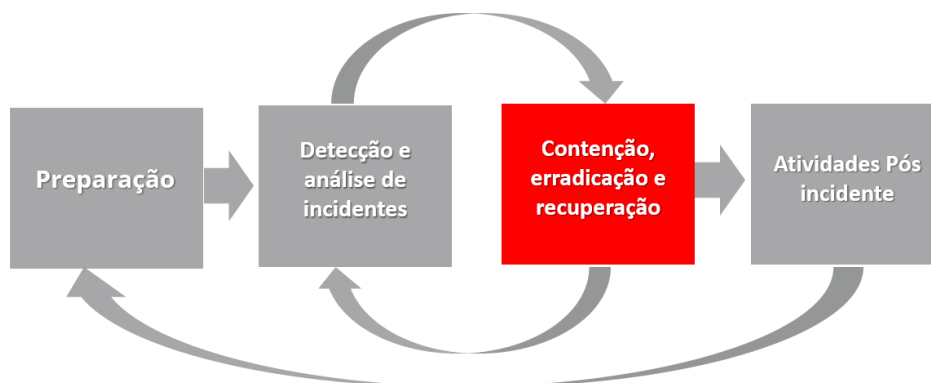 Preparação
Detecção e
análise de
incidentes
Contenção,
erradicação e
recuperação
Atividades Pós
incidente